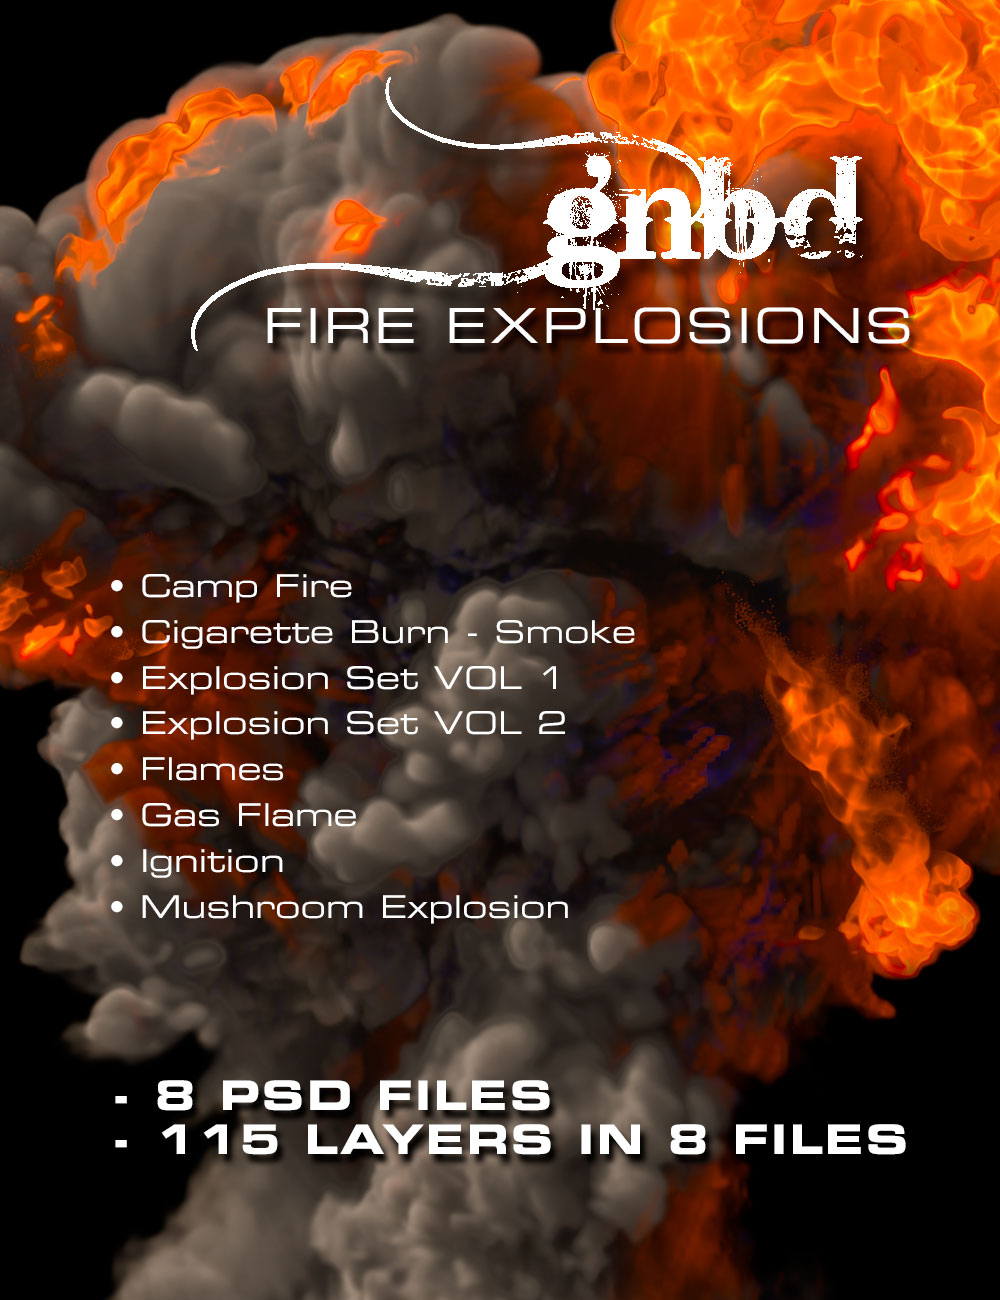 gnbd
FIRE EXPLOSIONS
• Camp Fire
• Cigarette Burn - Smoke
• Explosion Set VOL 1
• Explosion Set VOL 2
• Flames
• Gas Flame
• Ignition
• Mushroom Explosion
- 8 PSD FILES
- 115 LAYERS IN 8 FILES